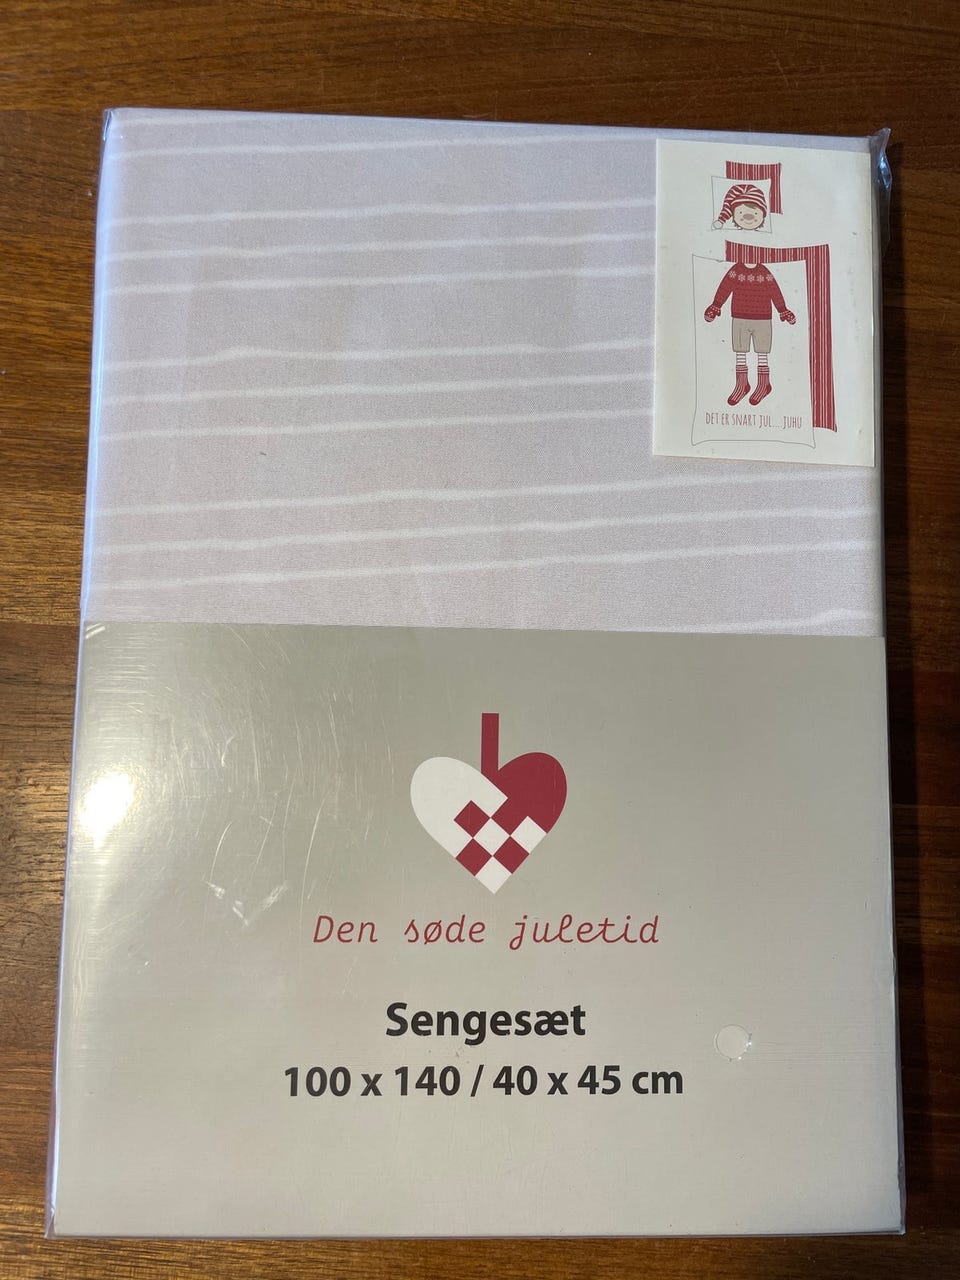 DET ER SNART JUL.... JUHU
Den søde juletid
Sengesæt
100 x 140 / 40 x 45 cm